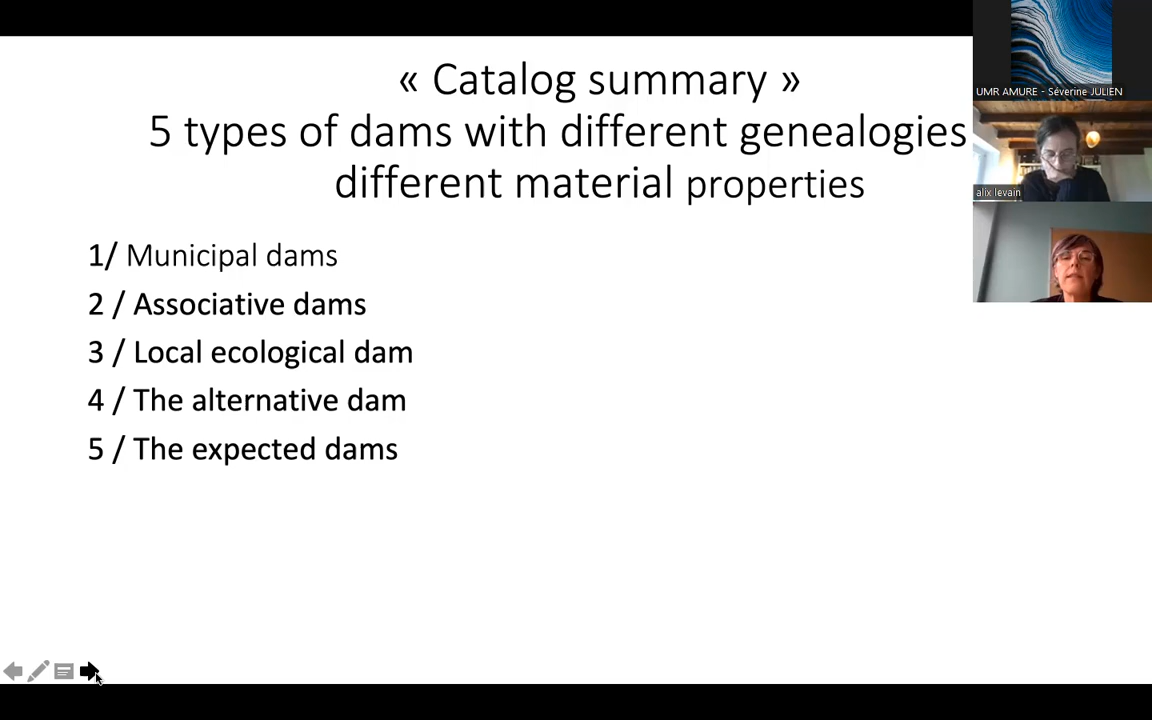 « Catalog summary »
5 types of dams with different genealogies
different material properties
1/ Municipal dams
2 / Associative dams
3 / Local ecological dam
4 / The alternative dam
5 / The expected dams
UMR AMURE - Séverine JULIEN
alix levain